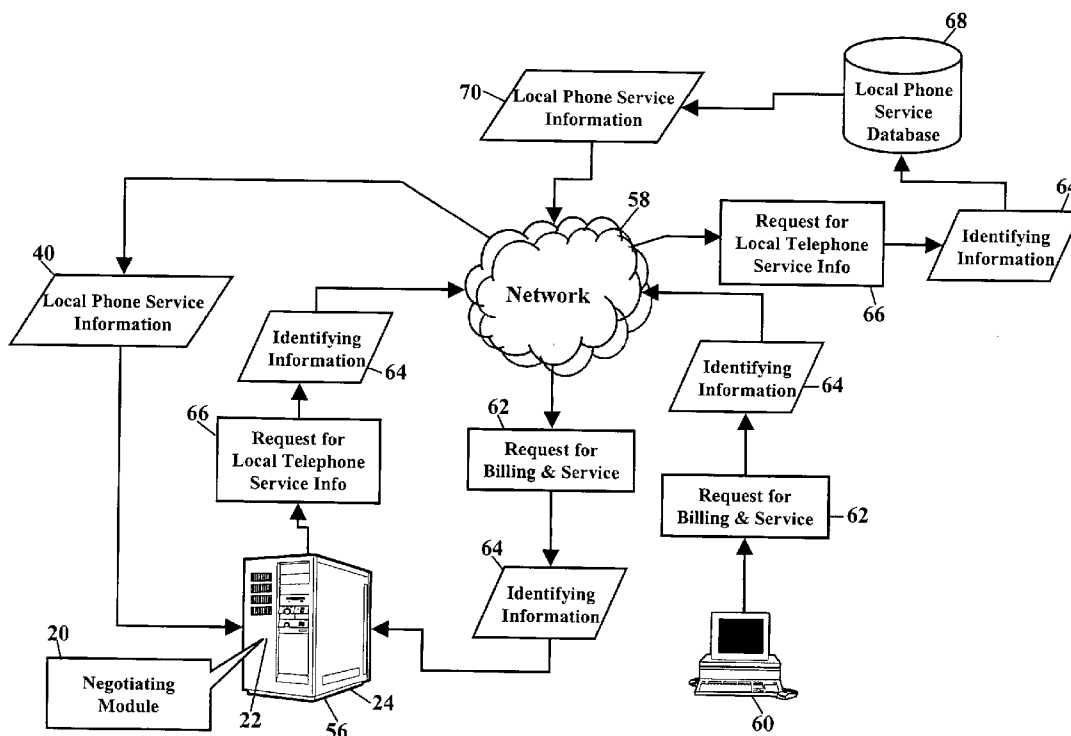 68
70
Local Phone Service
Information
Local Phone
Service
Database
64
58
Request for
Local Telephone
Service Info
66
Identifying
Information
40
Local Phone Service
Information
Network
Identifying
Information
64
Identifying
Information
64
66
Request for
Local Telephone
Service Info
62
Request for
Billing & Service
Request for
Billing & Service
62
64
Identifying
Information
20
Negotiating
Module
22
24
56
60